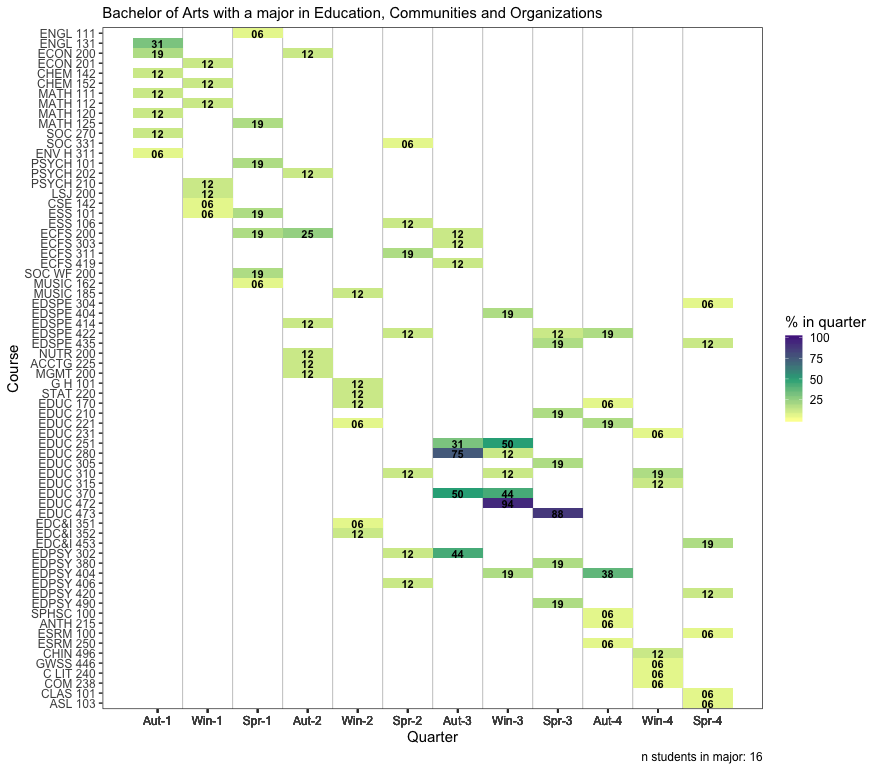 Bachelor of Arts with a major in Education, Communities and Organizations
ENGL 111 06
ENGL 131 31
ECON 200 19 12
ECON 201 12
CHEM 142 12
CHEM 152 12
MATH 111 12
MATH 112 12
MATH 120 12
MATH 125 19
SOC 270 12
SOC 331 06
ENV H 311 06
PSYCH 101 19
PSYCH 202 12
PSYCH 210 12
LSJ 200 12
CSE 142 06
ESS 101 06 19
ESS 106 12
ECFS 200 19 25 12
ECFS 303 12
ECFS 311 19
ECFS 419 12
SOC WF 200 19
MUSIC 162 06
MUSIC 185 12
EDSPE 304 06
EDSPE 404 19
EDSPE 414 12
EDSPE 422 12 12 19
EDSPE 435 19 12
NUTR 200 12
ACCTG 225 12
MGMT 200 12
G H 101 12
STAT 220 12
EDUC 170 12 06
EDUC 210 19
EDUC 221 06 19
EDUC 231 06
EDUC 251 31 50
EDUC 280 75 12
EDUC 305 19
EDUC 310 12 12 19
EDUC 315 12
EDUC 370 50 44
EDUC 472 94
EDUC 473 88
EDC&I 351 06
EDC&I 352 12
EDC&I 453 19
EDPSY 302 12 44
EDPSY 380 19
EDPSY 404 19 38
EDPSY 406 12
EDPSY 420 12
EDPSY 490 19
SPHSC 100 06
ANTH 215 06
ESRM 100 06
ESRM 250 06
CHIN 496 12
GWSS 446 06
C LIT 240 06
COM 238 06
CLAS 101 06
ASL 103 06
Aut-1 Win-1 Spr-1 Aut-2 Win-2 Spr-2 Aut-3 Win-3 Spr-3 Aut-4 Win-4 Spr-4
Quarter
Course
% in quarter
100
75
50
25
n students in major: 16